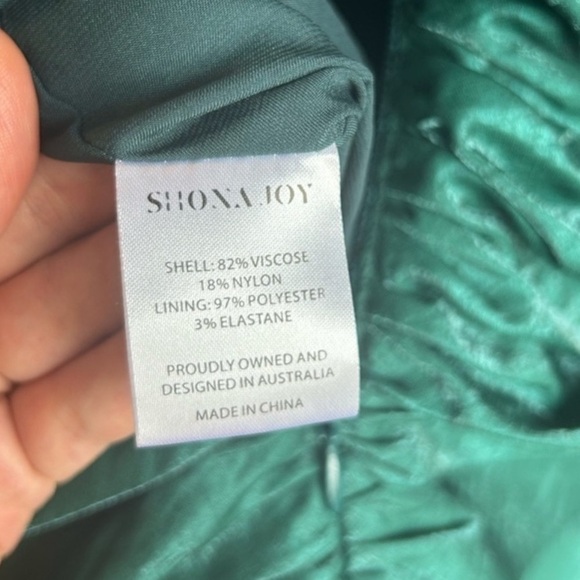 SHONA JOY
SHELL: 82% VISCOSE
18% NYLON
LINING: 97% POLYESTER
3% ELASTANE
PROUDLY OWNED AND
DESIGNED IN AUSTRALIA
MADE IN CHINA